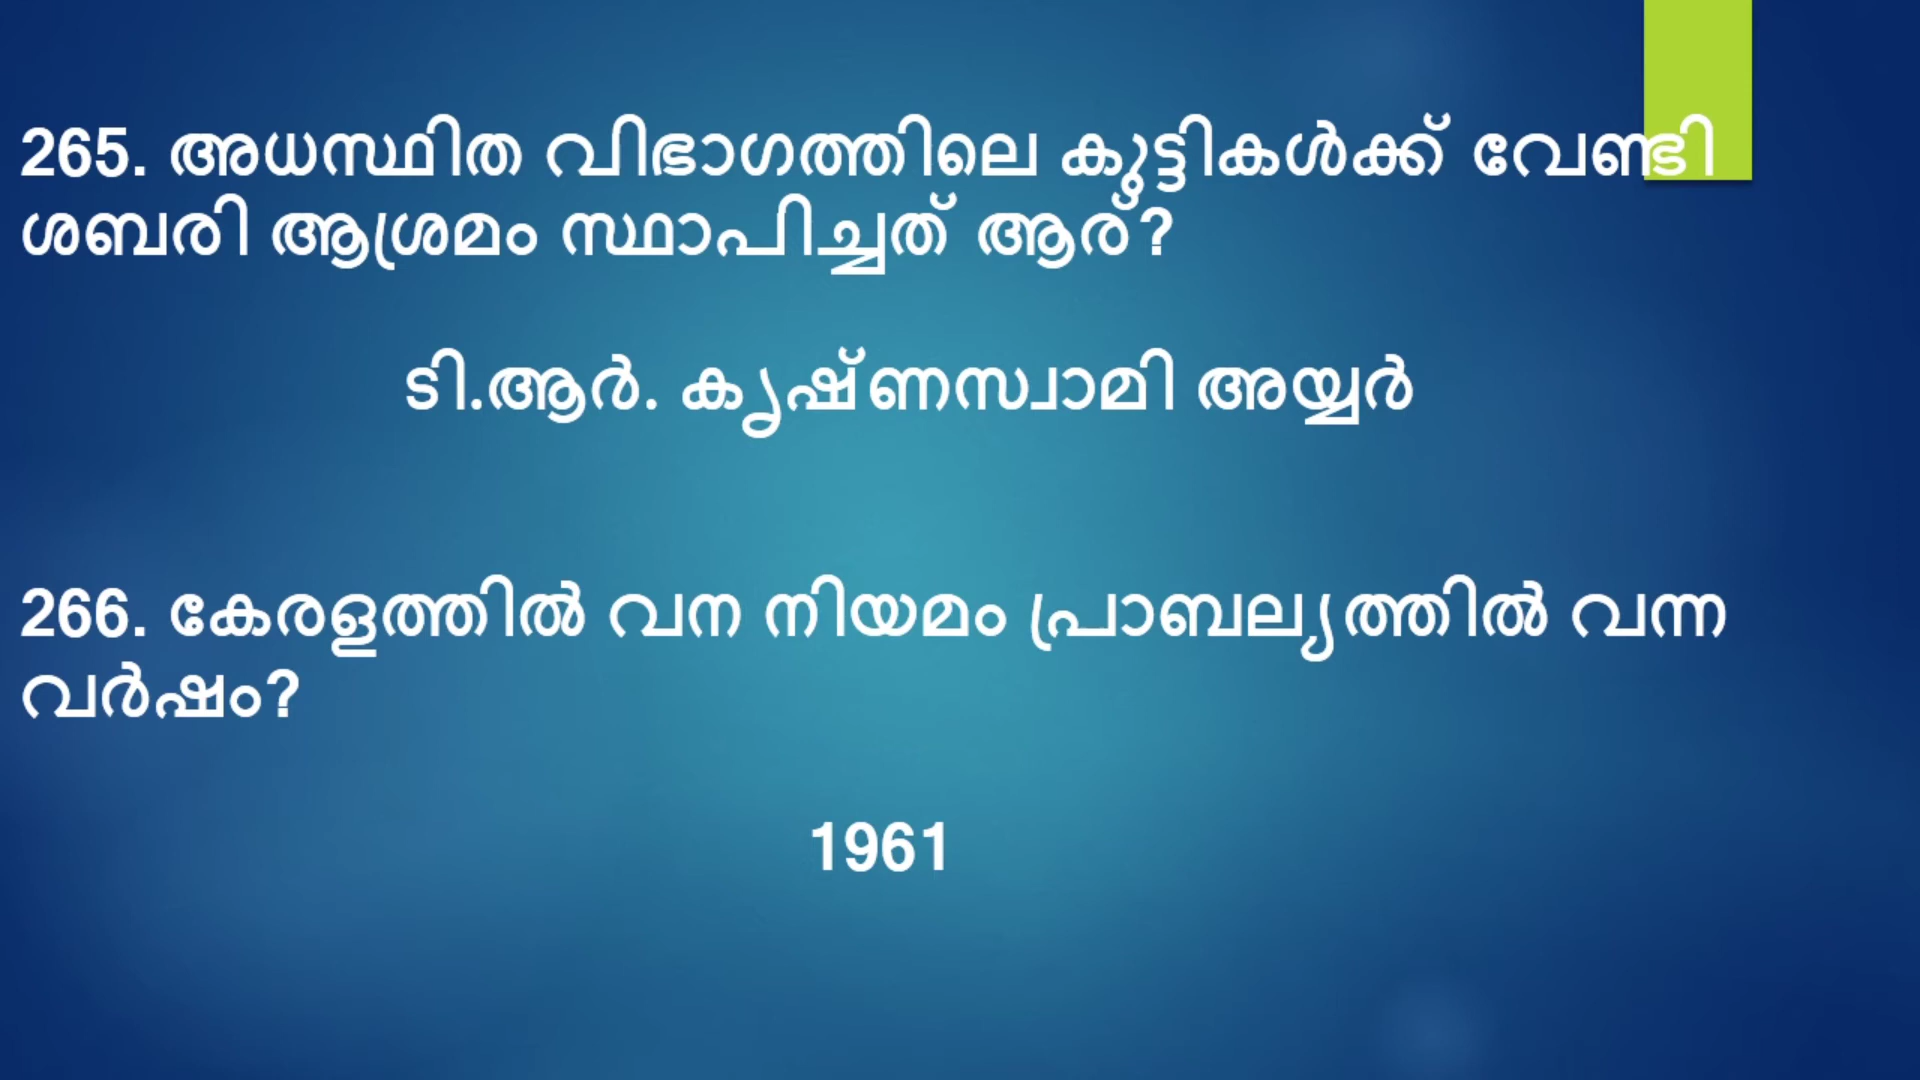 265. അധസ്ഥിത വിഭാഗത്തിലെ കുട്ടികൾക്ക് വേണ്ടി
ശബരി ആശ്രമം സ്ഥാപിച്ചത് ആര്?
ടി.ആർ. കൃഷ്ണസ്വാമി അയ്യർ
266. കേരളത്തിൽ വന നിയമം പ്രാബല്യത്തിൽ വന്ന
വർഷം?
1961